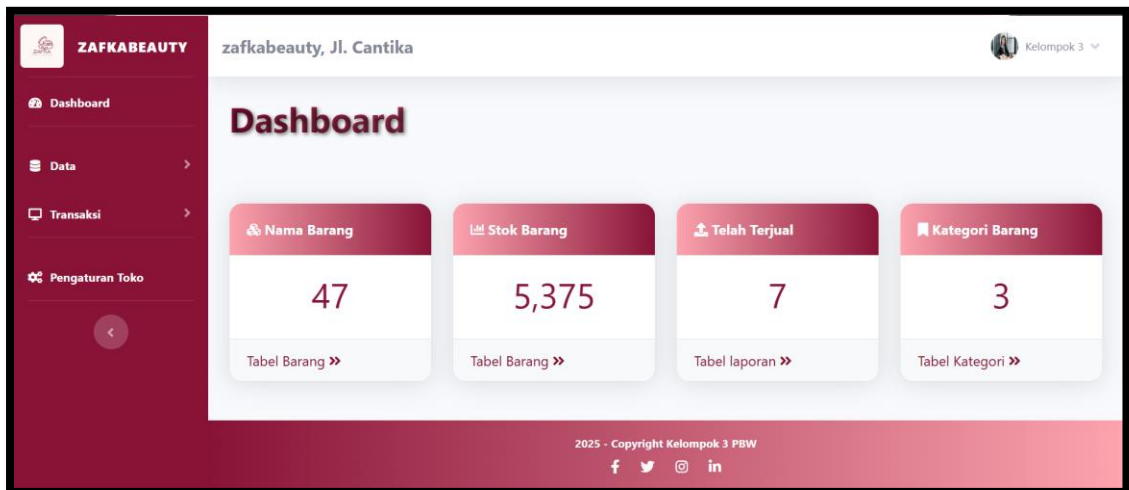 ZAFKABEAUTY
zafkabeauty, Jl. Cantika
Kelompok 3
Dashboard
Data
Transaksi
Pengaturan Toko
Dashboard
Nama Barang
47
Tabel Barang
Stok Barang
5,375
Tabel Barang
Telah Terjual
7
Tabel laporan
Kategori Barang
3
Tabel Kategori
2025 - Copyright Kelompok 3 PBW